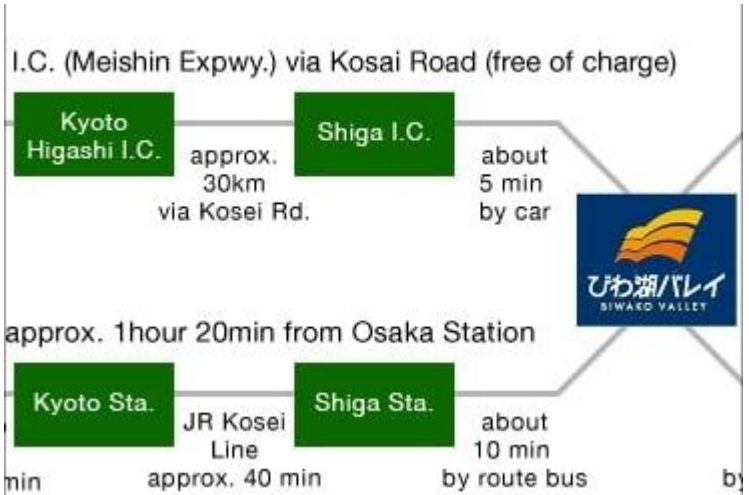 I.C. (Meishin Expwy.) via Kosai Road (free of charge)
Kyoto
Higashi I.C.
approx.
30km
via Kosei Rd.
Shiga I.C.
about
5 min
by car
びわ湖バレイ
BIWAKO VALLEY
approx. 1hour 20min from Osaka Station
Kyoto Sta.
JR Kosei
Line
approx. 40 min
Shiga Sta.
about
10 min
by route bus
min